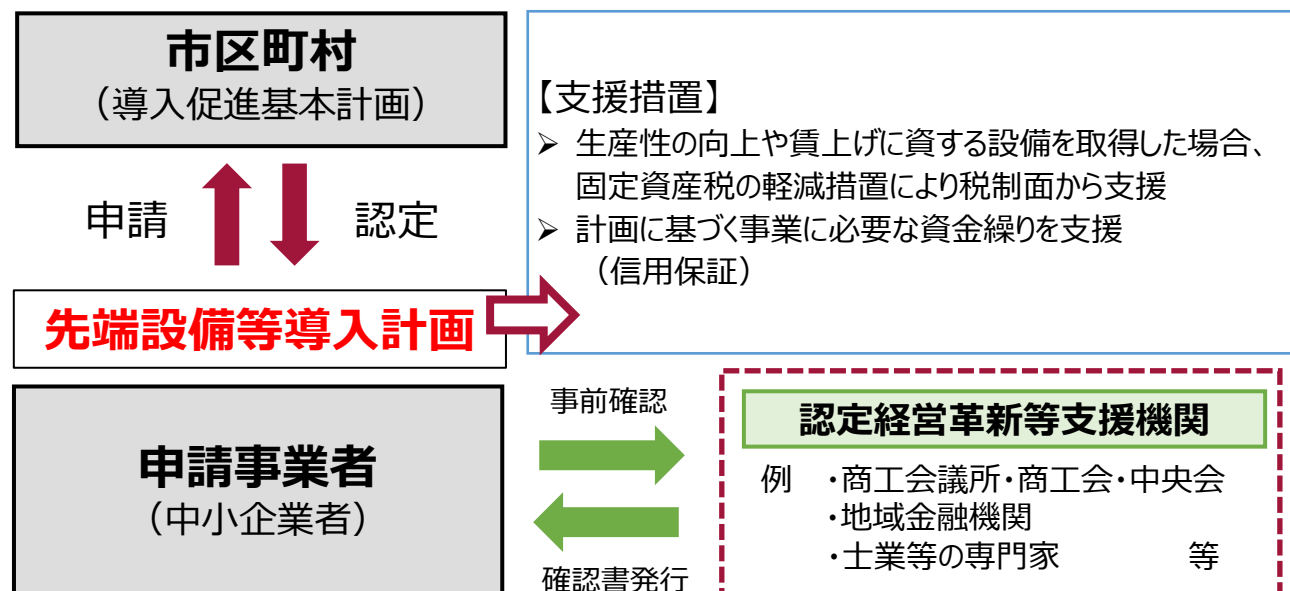 市区町村
（導入促進基本計画）
申請
認定
【支援措置】
➢ 生産性の向上や賃上げに資する設備を取得した場合、
固定資産税の軽減措置により税制面から支援
➢ 計画に基づく事業に必要な資金繰りを支援
（信用保証）
先端設備等導入計画
申請事業者
（中小企業者）
事前確認
確認書発行
認定経営革新等支援機関
例 ・商工会議所・商工会・中央会
・地域金融機関
・士業等の専門家 等